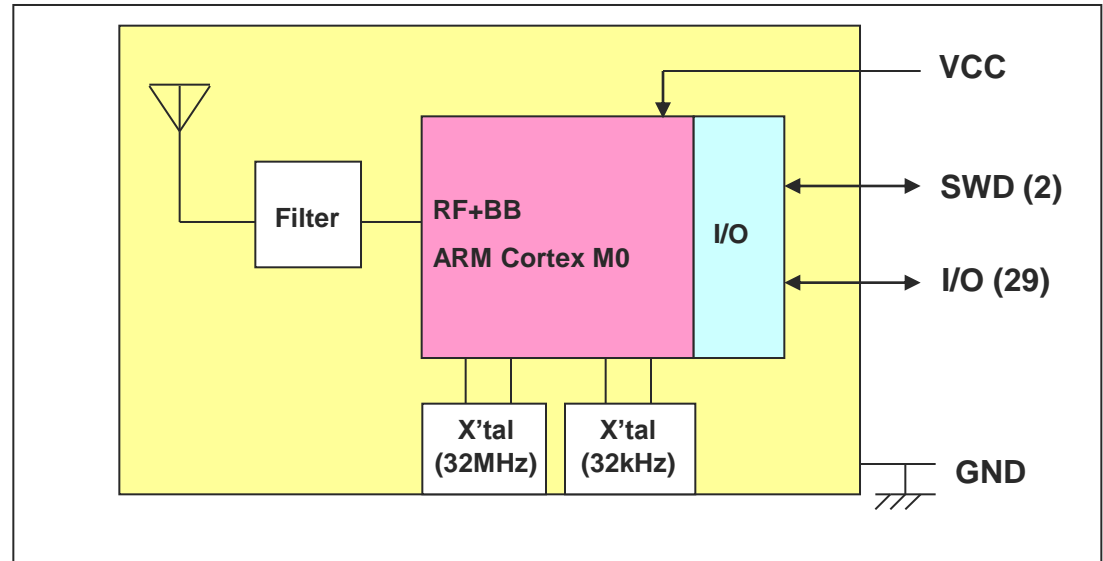 VCC
Filter
RF+BB
ARM Cortex M0
I/O
SWD (2)
I/O (29)
X’tal
(32MHz)
X’tal
(32kHz)
GND